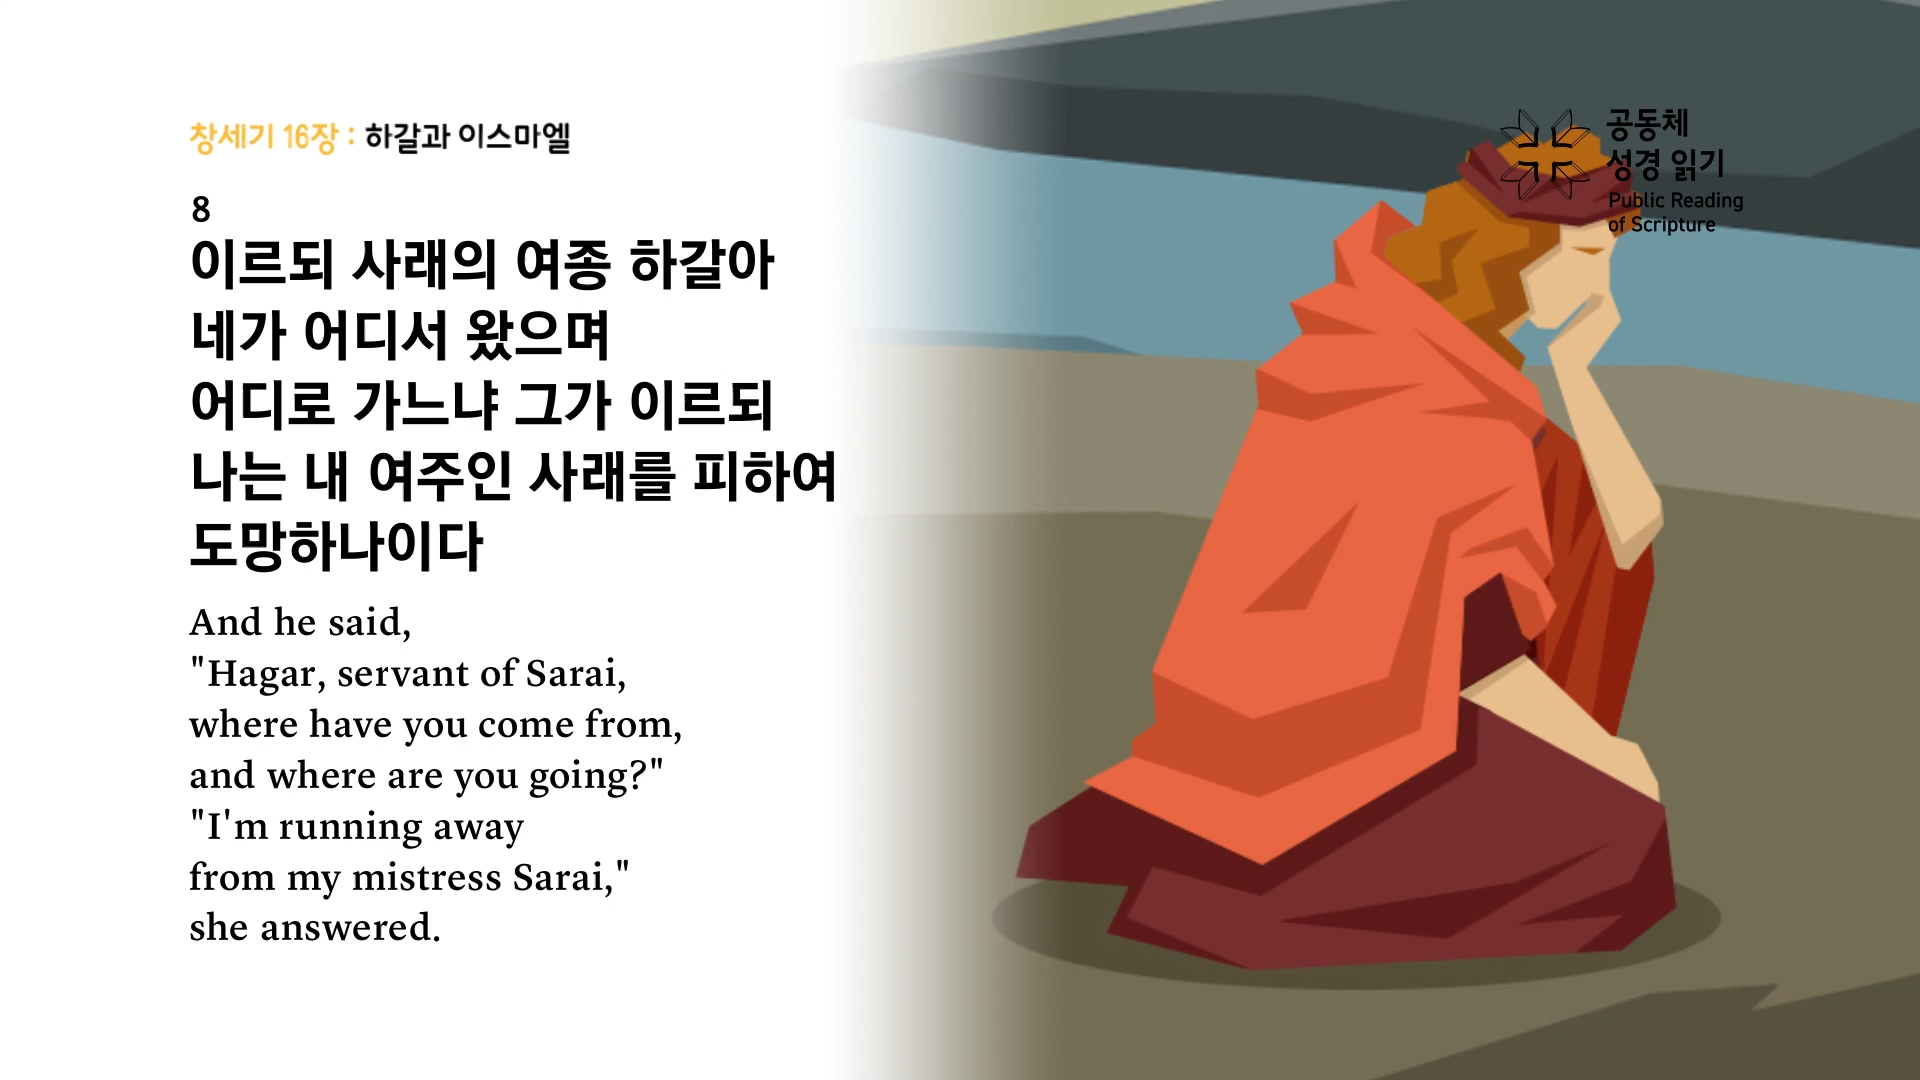 창세기 16장 : 하갈과 이스마엘
공동체
성경 읽기
Public Reading
of Scripture
8
이르되 사래의 여종 하갈아
네가 어디서 왔으며
어디로 가느냐 그가 이르되
나는 내 여주인 사래를 피하여
도망하나이다
And he said,
"Hagar, servant of Sarai,
where have you come from,
and where are you going?"
"I'm running away
from my mistress Sarai,"
she answered.